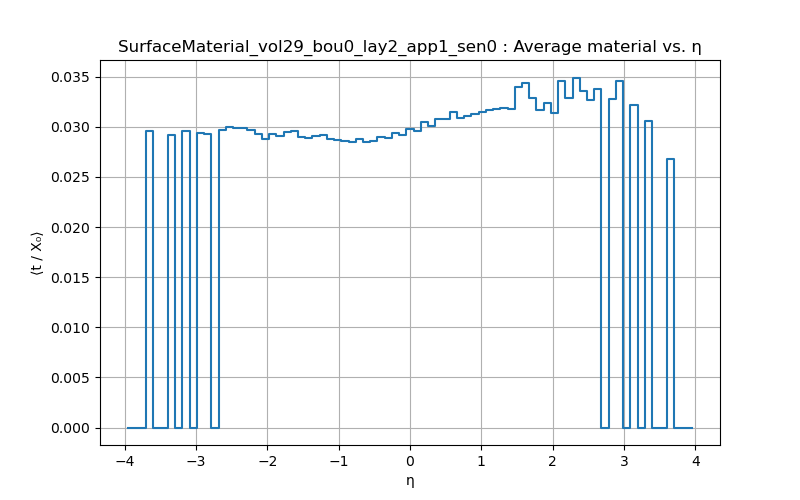 SurfaceMaterial_vol29_bou0_lay2_app1_sen0 : Average material vs. η
0.035
0.030
0.025
0.020
0.015
0.010
0.005
0.000
⟨t / X₀⟩
−4 −3 −2 −1 0 1 2 3 4
η